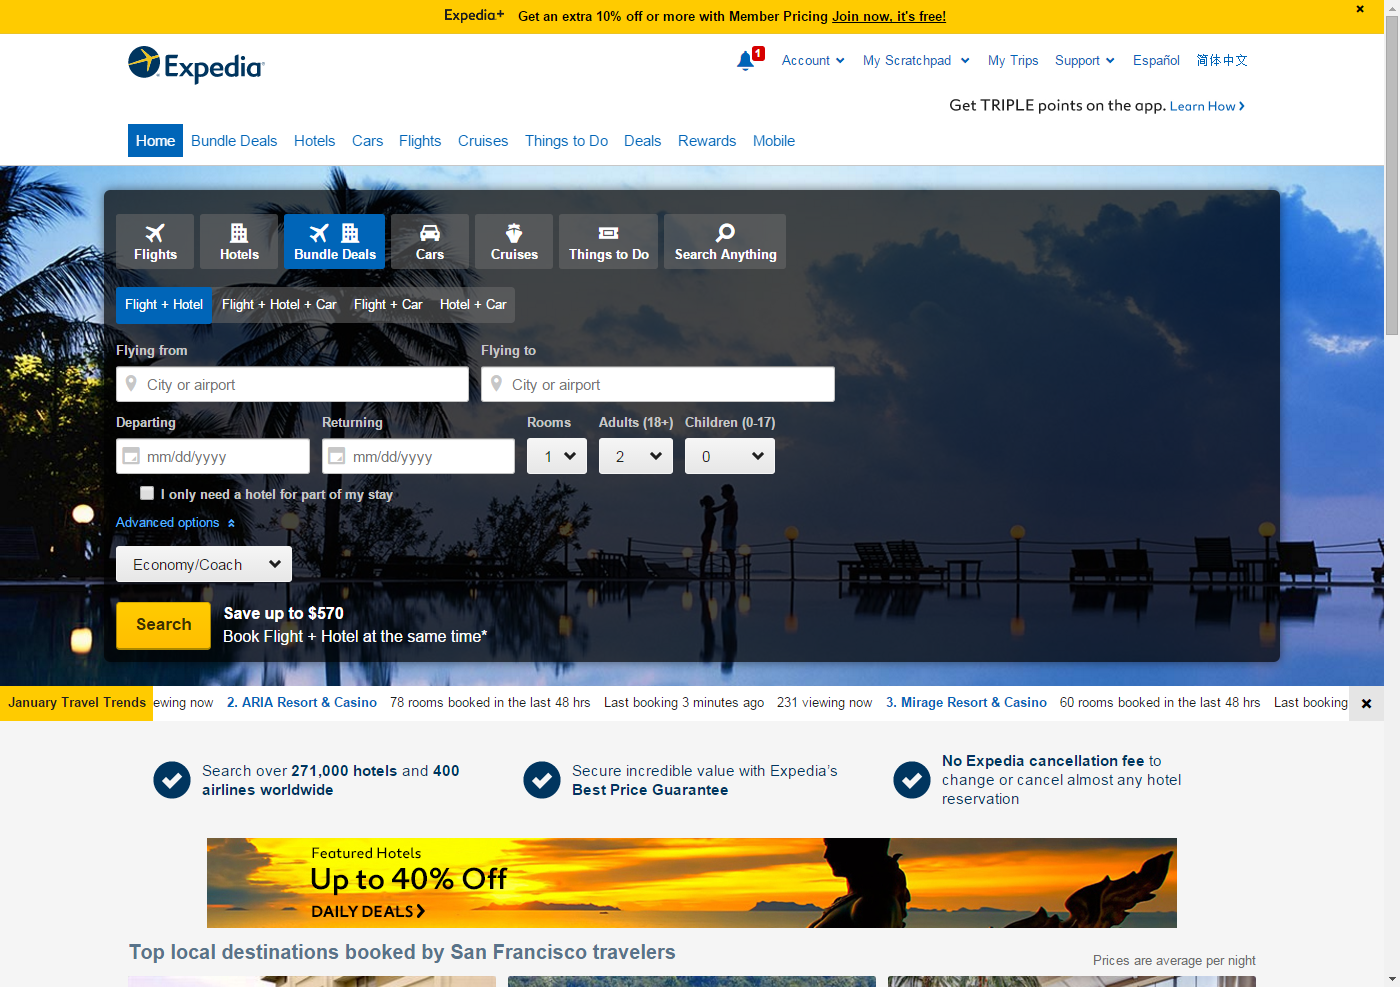 Expedia+ Get an extra 10% off or more with Member Pricing Join now, it's free!
Expedia
1
Account My Scratchpad My Trips Support Español 简体中文
Get TRIPLE points on the app. Learn How
Home Bundle Deals Hotels Cars Flights Cruises Things to Do Deals Rewards Mobile
Flights Hotels Bundle Deals Cars Cruises Things to Do Search Anything
Flight + Hotel Flight + Hotel + Car Flight + Car Hotel + Car
Flying from Flying to
City or airport City or airport
Departing Returning Rooms Adults (18+) Children (0-17)
mm/dd/yyyy mm/dd/yyyy 1 2 0
I only need a hotel for part of my stay
Advanced options
Economy/Coach
Search
Save up to $570
Book Flight + Hotel at the same time*
January Travel Trends ewing now 2. ARIA Resort & Casino 78 rooms booked in the last 48 hrs Last booking 3 minutes ago 231 viewing now 3. Mirage Resort & Casino 60 rooms booked in the last 48 hrs Last booking
Search over 271,000 hotels and 400
airlines worldwide
Secure incredible value with Expedia’s
Best Price Guarantee
No Expedia cancellation fee to
change or cancel almost any hotel
reservation
Featured Hotels
Up to 40% Off
DAILY DEALS
Top local destinations booked by San Francisco travelers
Prices are average per night